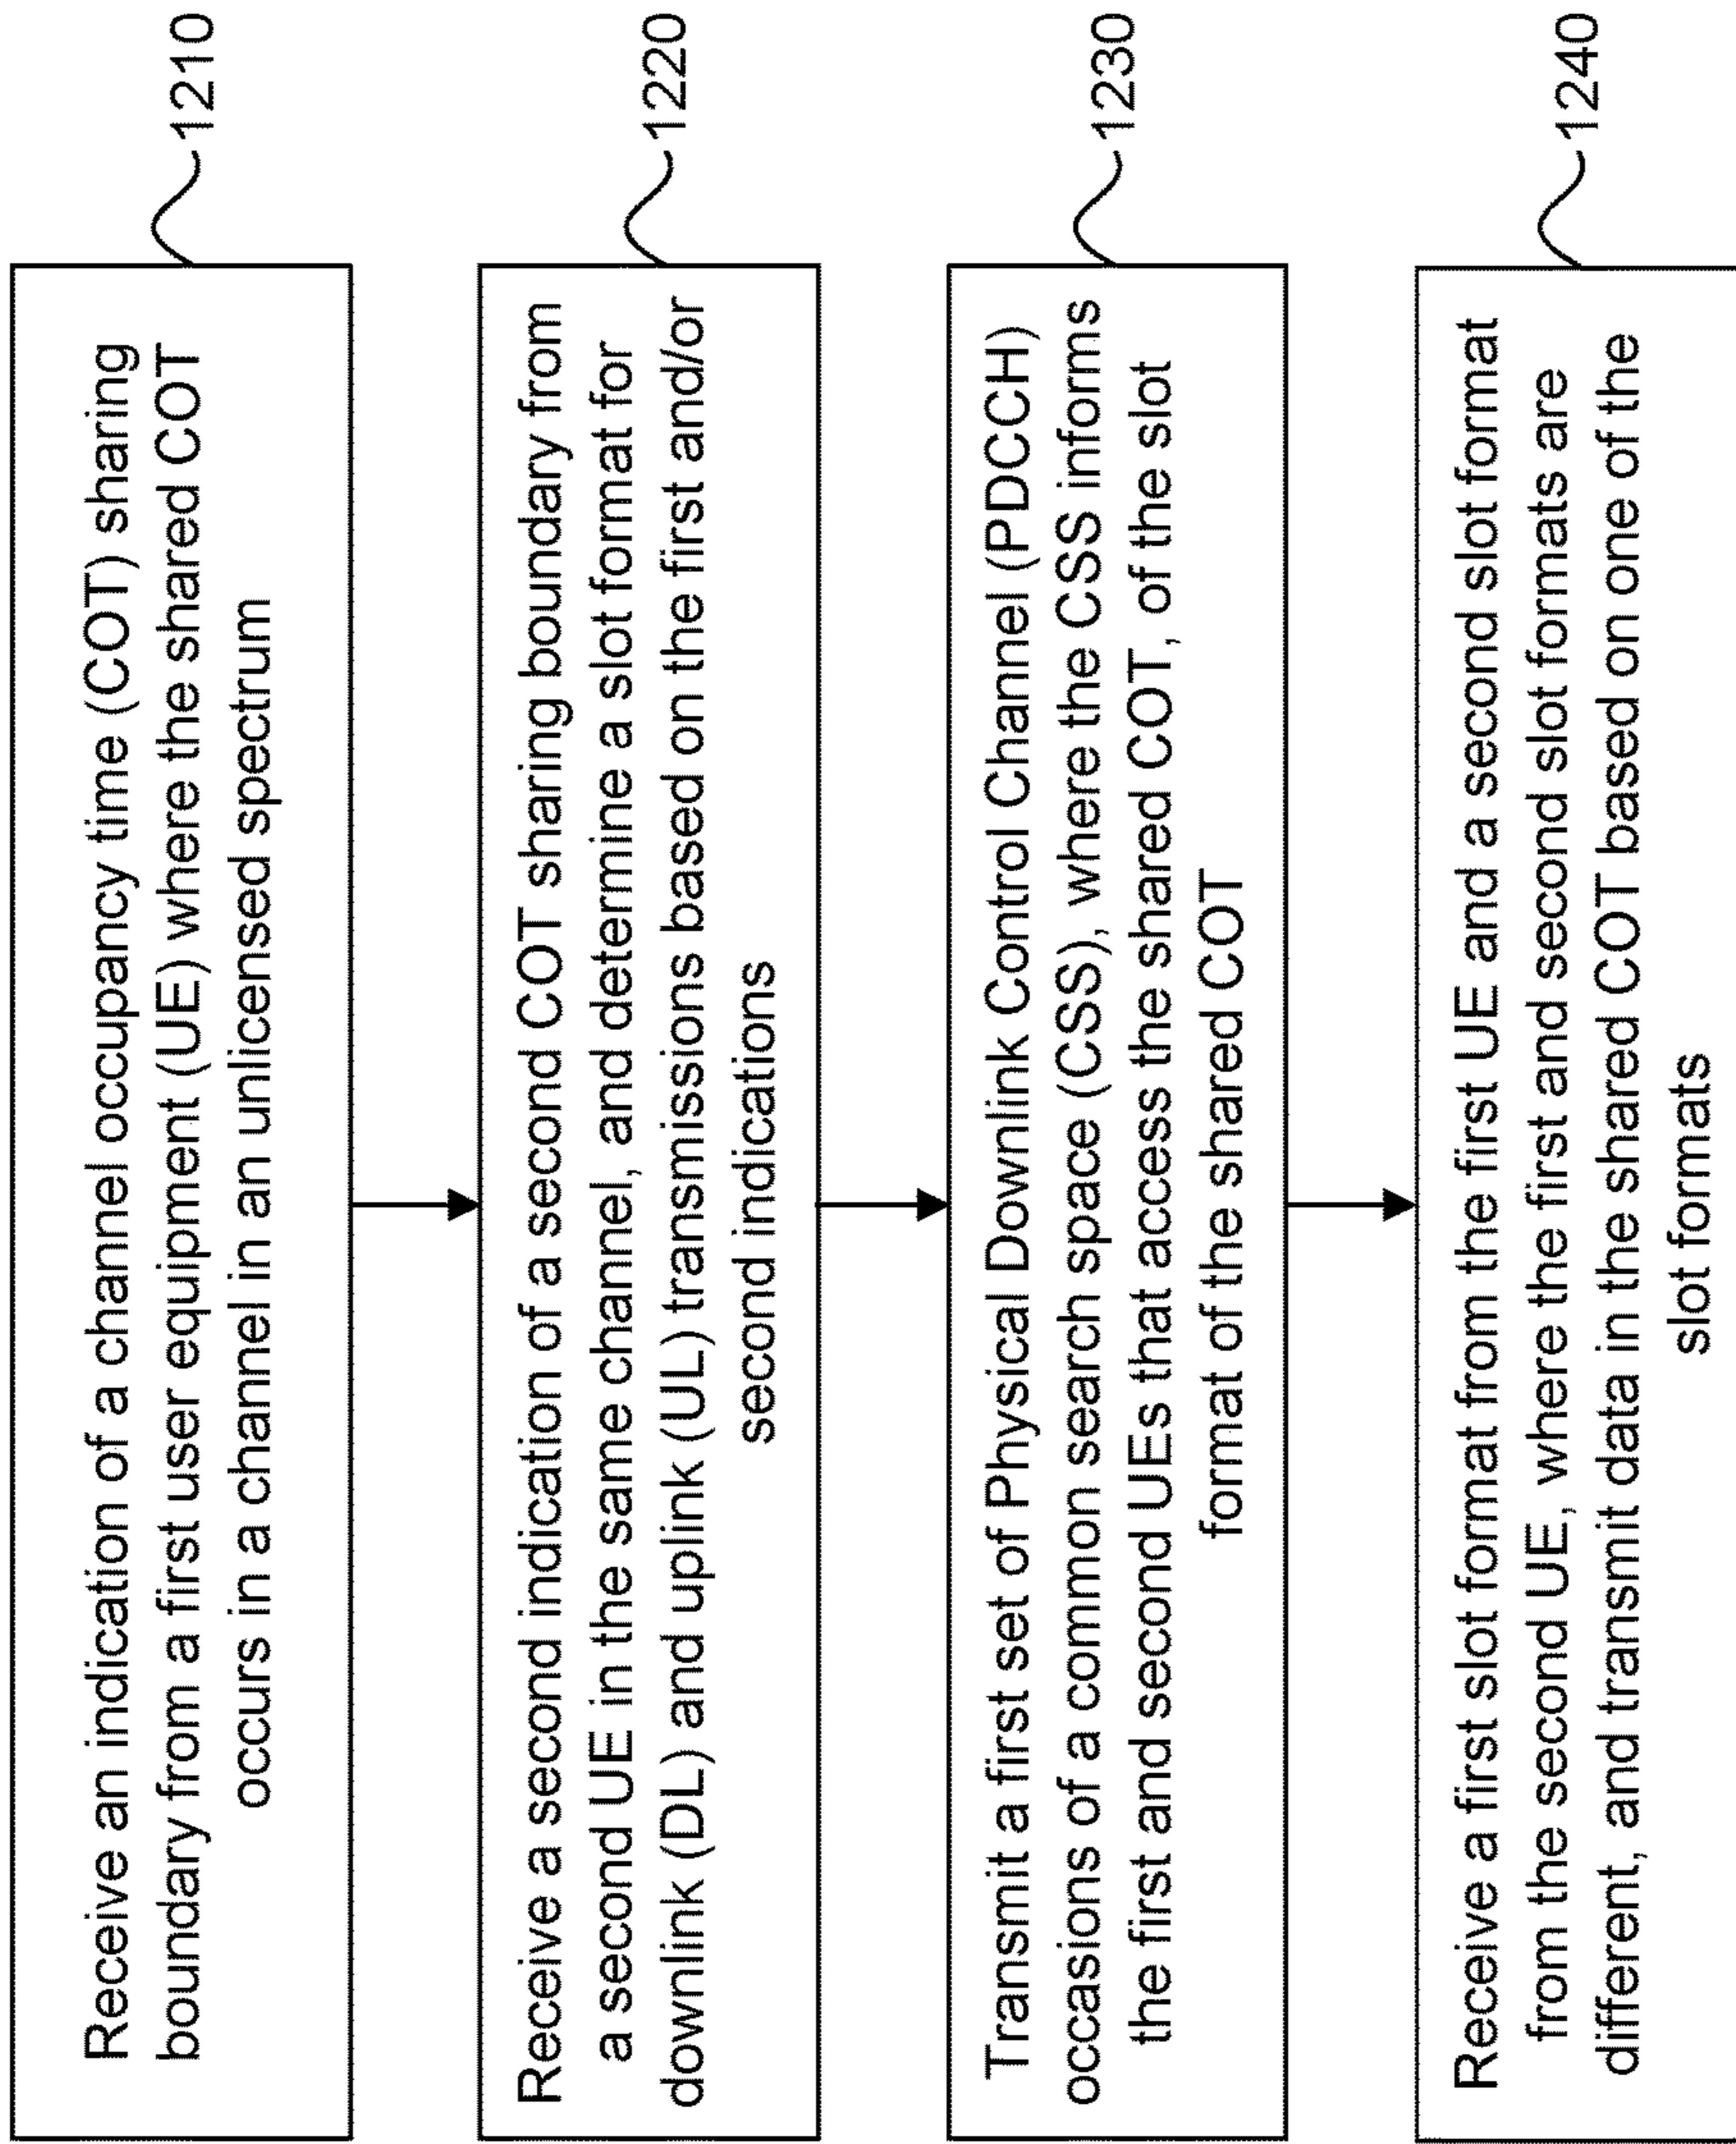 Receive an indication of a channel occupancy time (COT) sharing
boundary from a first user equipment (UE) where the shared COT
occurs in a channel in an unlicensed spectrum
1210
Receive a second indication of a second COT sharing boundary from
a second UE in the same channel, and determine a slot format for
downlink (DL) and uplink (UL) transmissions based on the first and/or
second indications
1220
Transmit a first set of Physical Downlink Control Channel (PDCCH)
occasions of a common search space (CSS), where the CSS informs
the first and second UEs that access the shared COT, of the slot
format of the shared COT
1230
Receive a first slot format from the first UE and a second slot format
from the second UE, where the first and second slot formats are
different, and transmit data in the shared COT based on one of the
slot formats
1240